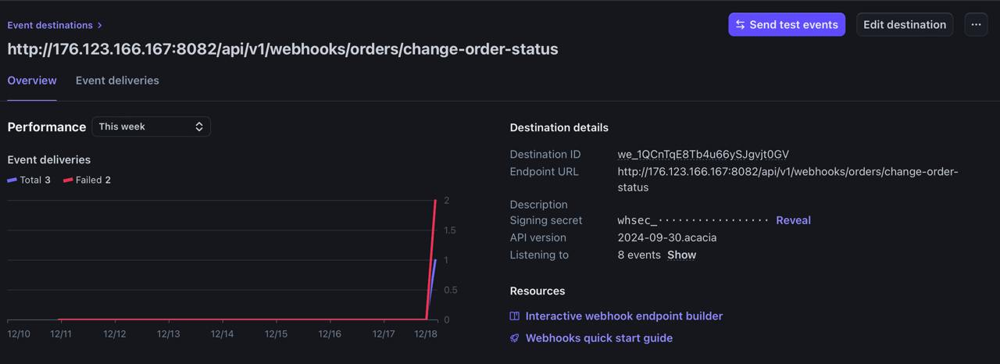 Event destinations >
Send test events
Edit destination
...
http://176.123.166.167:8082/api/v1/webhooks/orders/change-order-status
Overview
Event deliveries
Performance
This week
Event deliveries
Total 3
Failed 2
2
1.5
1
0.5
0
12/10 12/11 12/12 12/13 12/14 12/15 12/16 12/17 12/18
Destination details
Destination ID we_1QCnTqE8Tb4u66ySJgvjt0GV
Endpoint URL http://176.123.166.167:8082/api/v1/webhooks/orders/change-order-
status
Description
Signing secret whsec_················· Reveal
API version 2024-09-30.acacia
Listening to 8 events Show
Resources
Interactive webhook endpoint builder
Webhooks quick start guide